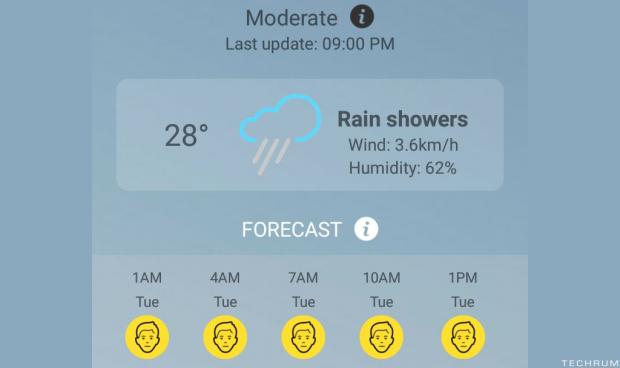 Moderate i
Last update: 09:00 PM
28°
Rain showers
Wind: 3.6km/h
Humidity: 62%
FORECAST i
1AM 4AM 7AM 10AM 1PM
Tue Tue Tue Tue Tue
TECHRUM